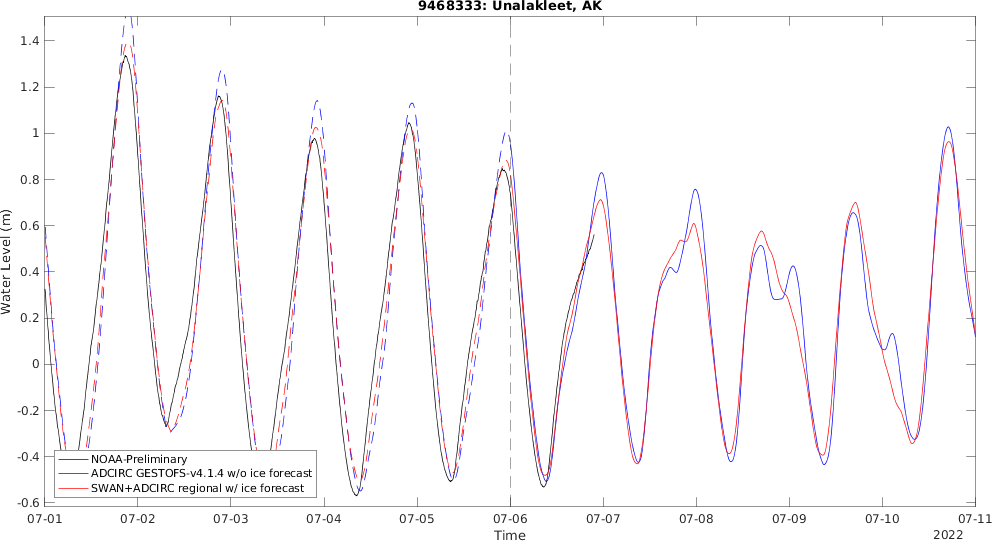 9468333: Unalakleet, AK
Water Level (m)
1.4
1.2
1
0.8
0.6
0.4
0.2
0
-0.2
-0.4
-0.6
NOAA-Preliminary
ADCIRC GESTOFS-v4.1.4 w/o ice forecast
SWAN+ADCIRC regional w/ ice forecast
07-01 07-02 07-03 07-04 07-05 07-06 07-07 07-08 07-09 07-10 07-11
Time
2022